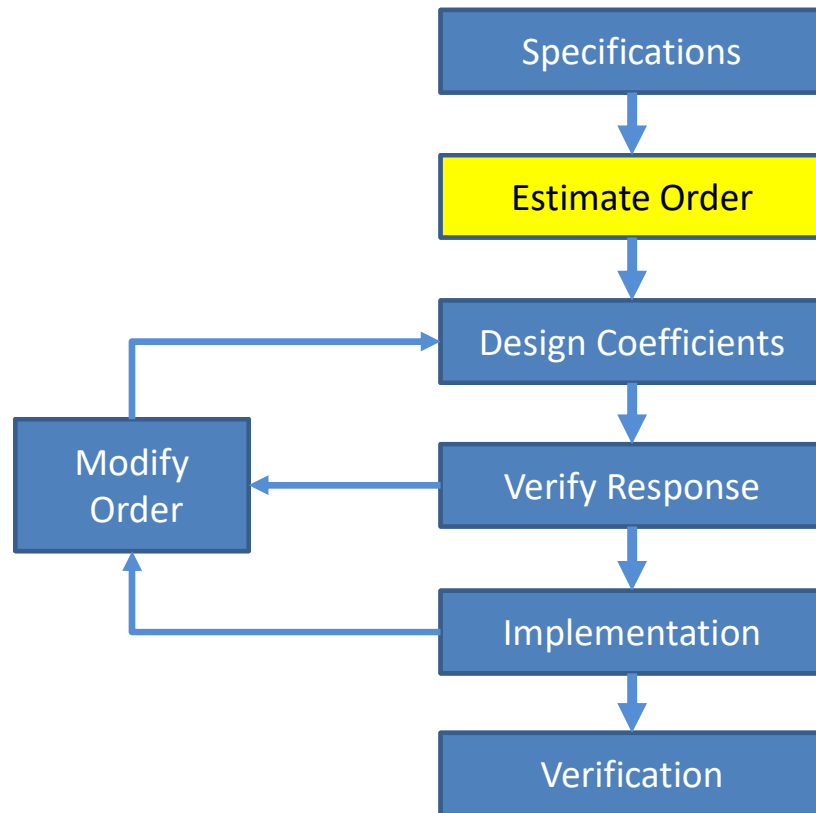 Specifications
Estimate Order
Design Coefficients
Modify
Order
Verify Response
Implementation
Verification